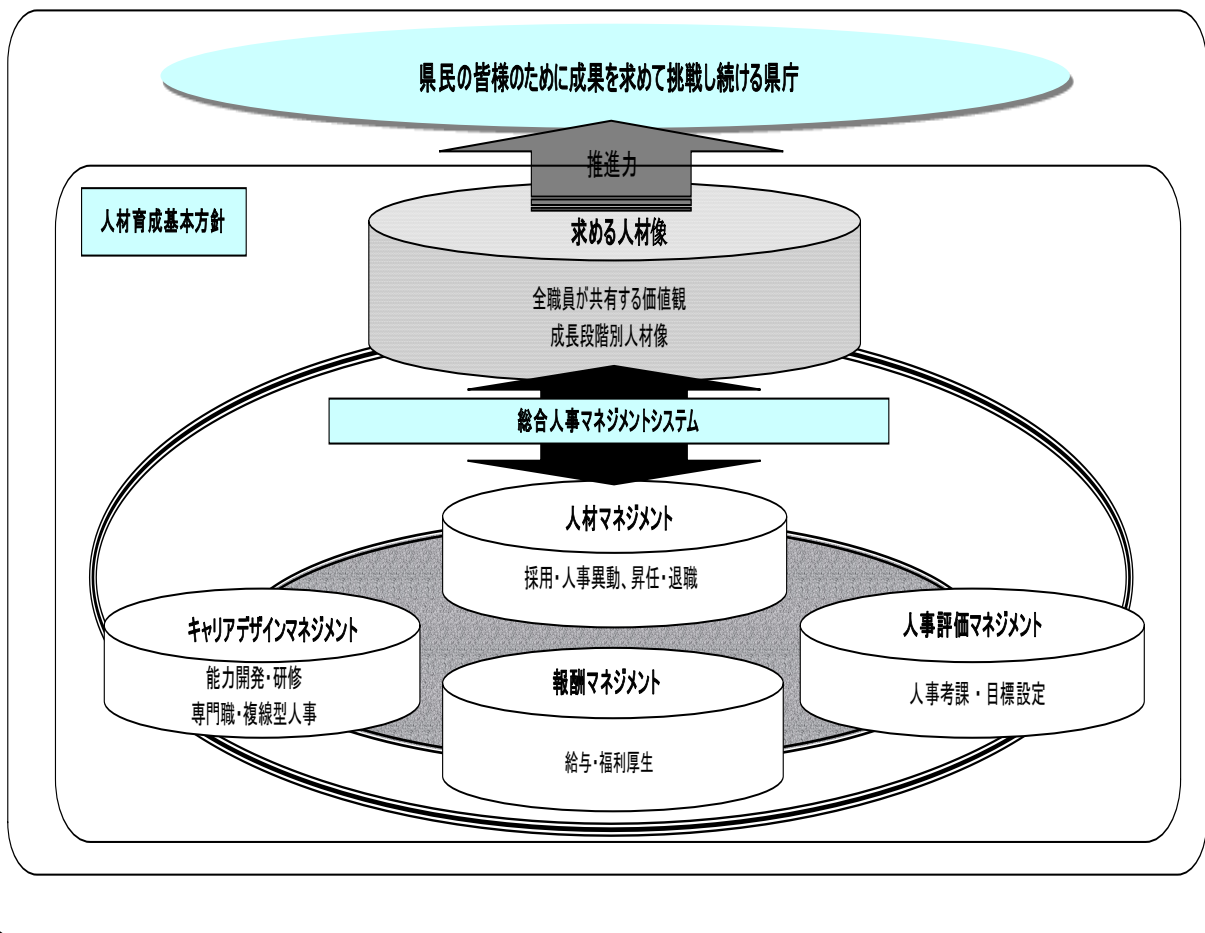 県民の皆様のために成果を求めて挑戦し続ける県庁
推進力
人材育成基本方針
求める人材像
全職員が共有する価値観
成長段階別人材像
総合人事マネジメントシステム
人材マネジメント
採用・人事異動、昇任・退職
キャリアデザインマネジメント
能力開発・研修
専門職・複線型人事
人事評価マネジメント
人事考課・目標設定
報酬マネジメント
給与・福利厚生